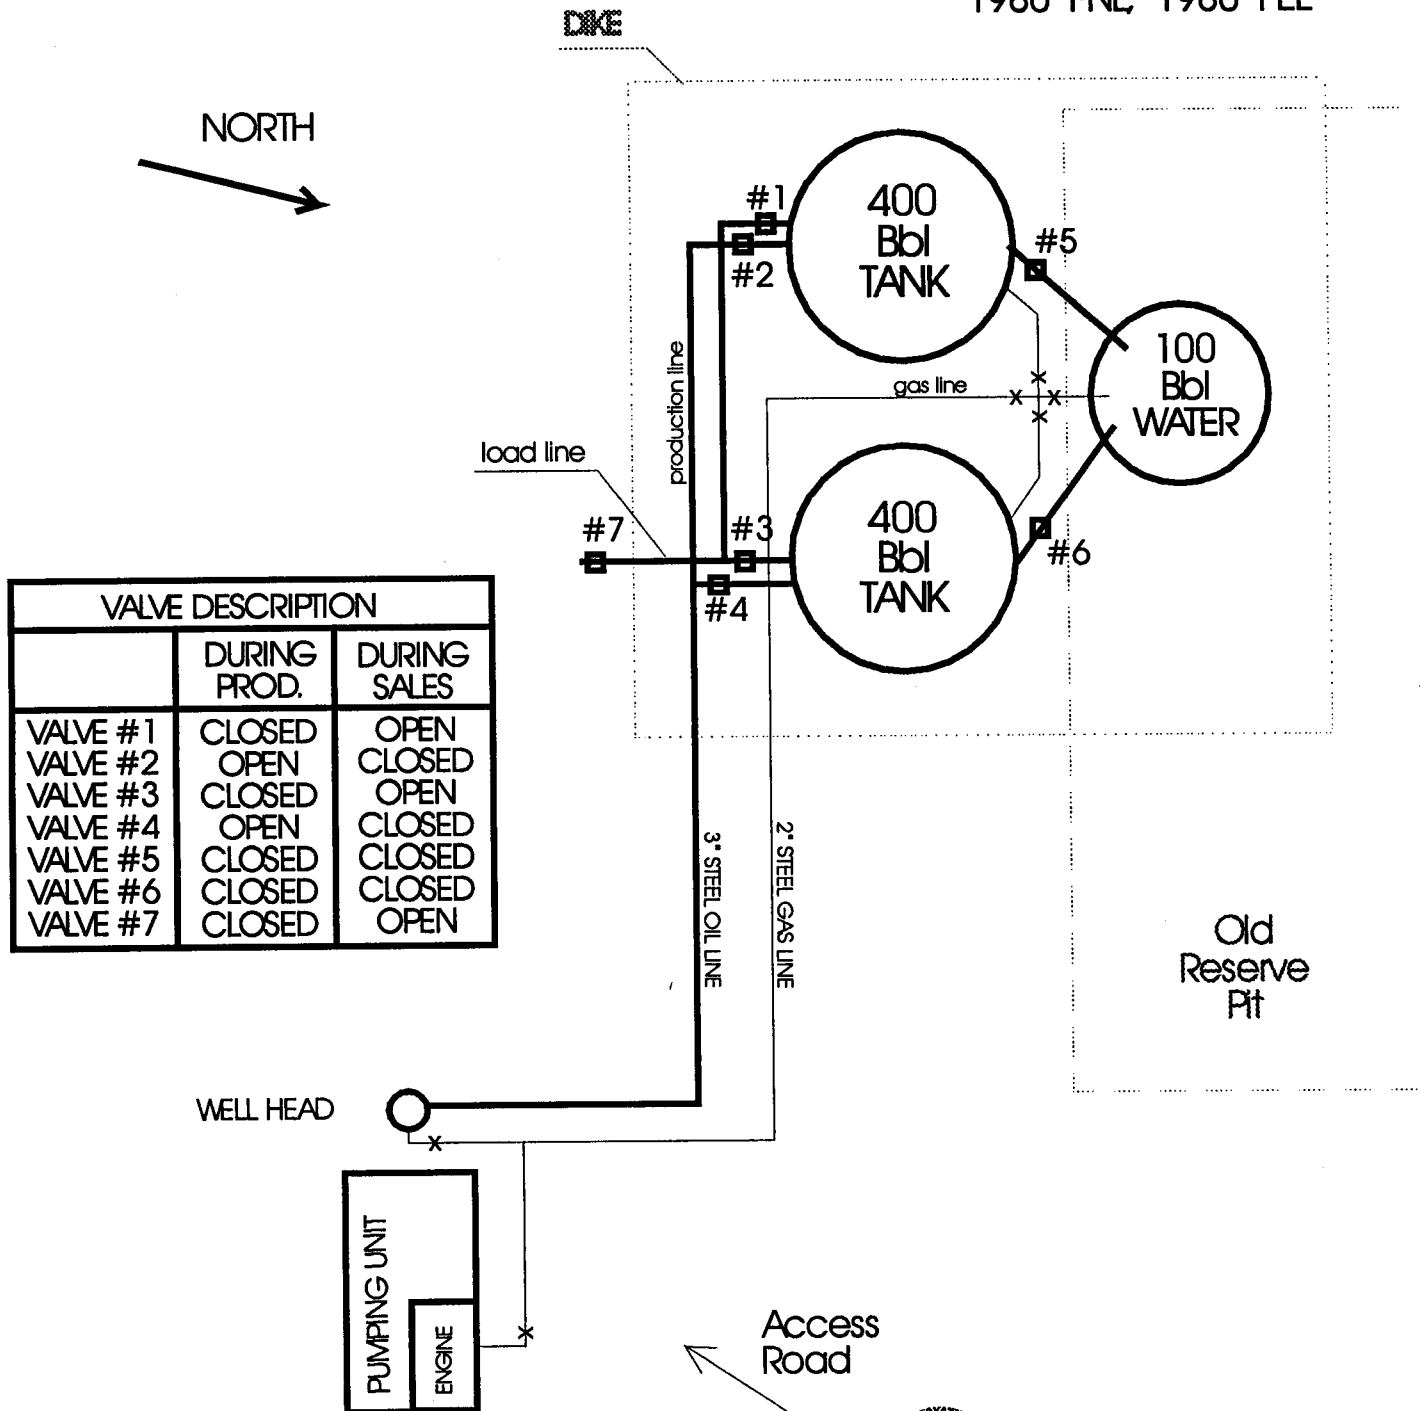 DIKE
NORTH
#1
#2
400
Bbl
TANK
#5
100
Bbl
WATER
production line
gas line
load line
#7
#3
#4
400
Bbl
TANK
#6
VALVE DESCRIPTION
DURING PROD.
DURING SALES
VALVE #1 CLOSED OPEN
VALVE #2 OPEN CLOSED
VALVE #3 CLOSED OPEN
VALVE #4 OPEN CLOSED
VALVE #5 CLOSED CLOSED
VALVE #6 CLOSED CLOSED
VALVE #7 CLOSED OPEN
3" STEEL OIL LINE
2" STEEL GAS LINE
Old
Reserve
Pit
WELL HEAD
PUMPING UNIT
ENGINE
Access
Road